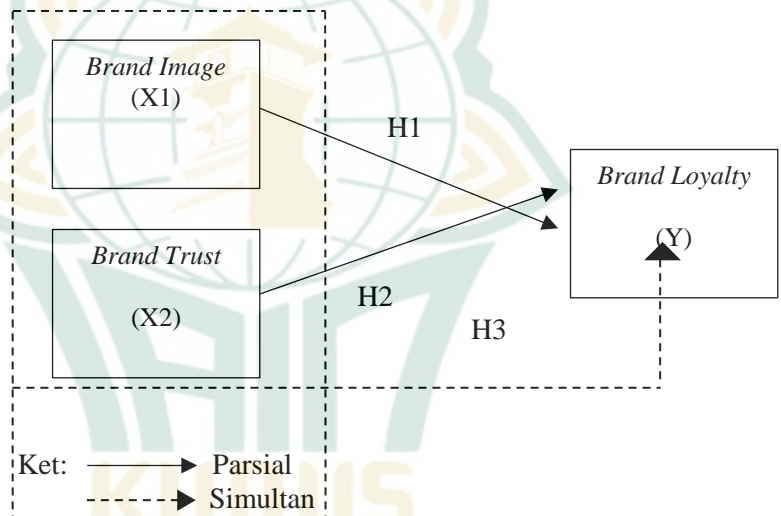 Brand Image
(X1)
H1
Brand Loyalty
(Y)
Brand Trust
(X2)
H2
H3
Ket: Parsial
Simultan